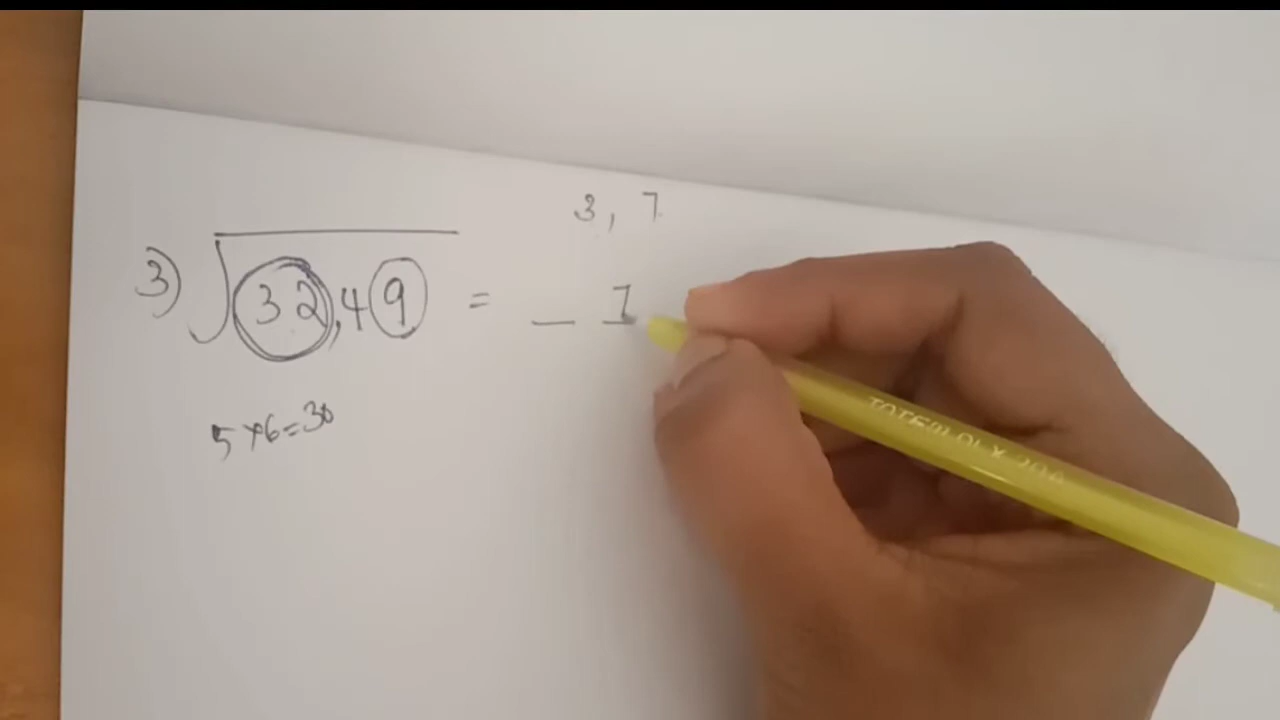 3, 7
3) √32,49 = _ 7
5×6=30